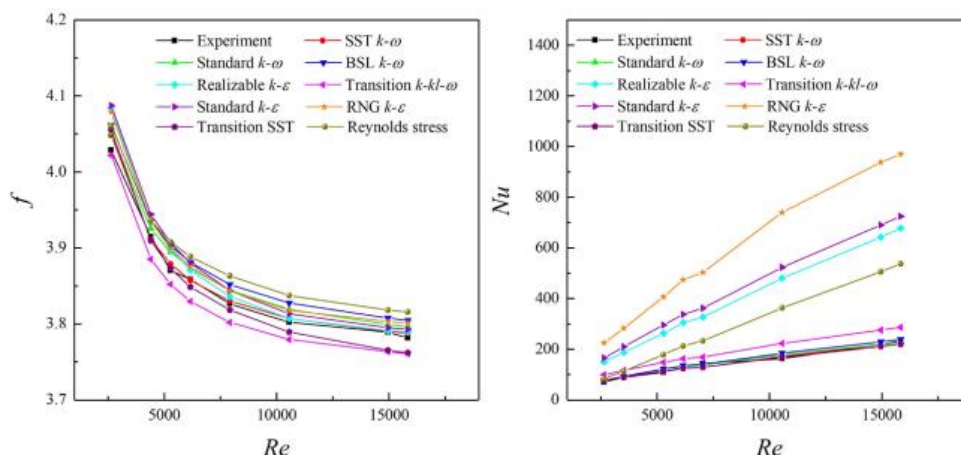 4.2
4.1
4.0
3.9
3.8
3.7
f
5000 10000 15000
Re
Experiment SST k-ω
Standard k-ω BSL k-ω
Realizable k-ε Transition k-kl-ω
Standard k-ε RNG k-ε
Transition SST Reynolds stress
1400
1200
1000
800
600
400
200
0
Nu
5000 10000 15000
Re
Experiment SST k-ω
Standard k-ω BSL k-ω
Realizable k-ε Transition k-kl-ω
Standard k-ε RNG k-ε
Transition SST Reynolds stress